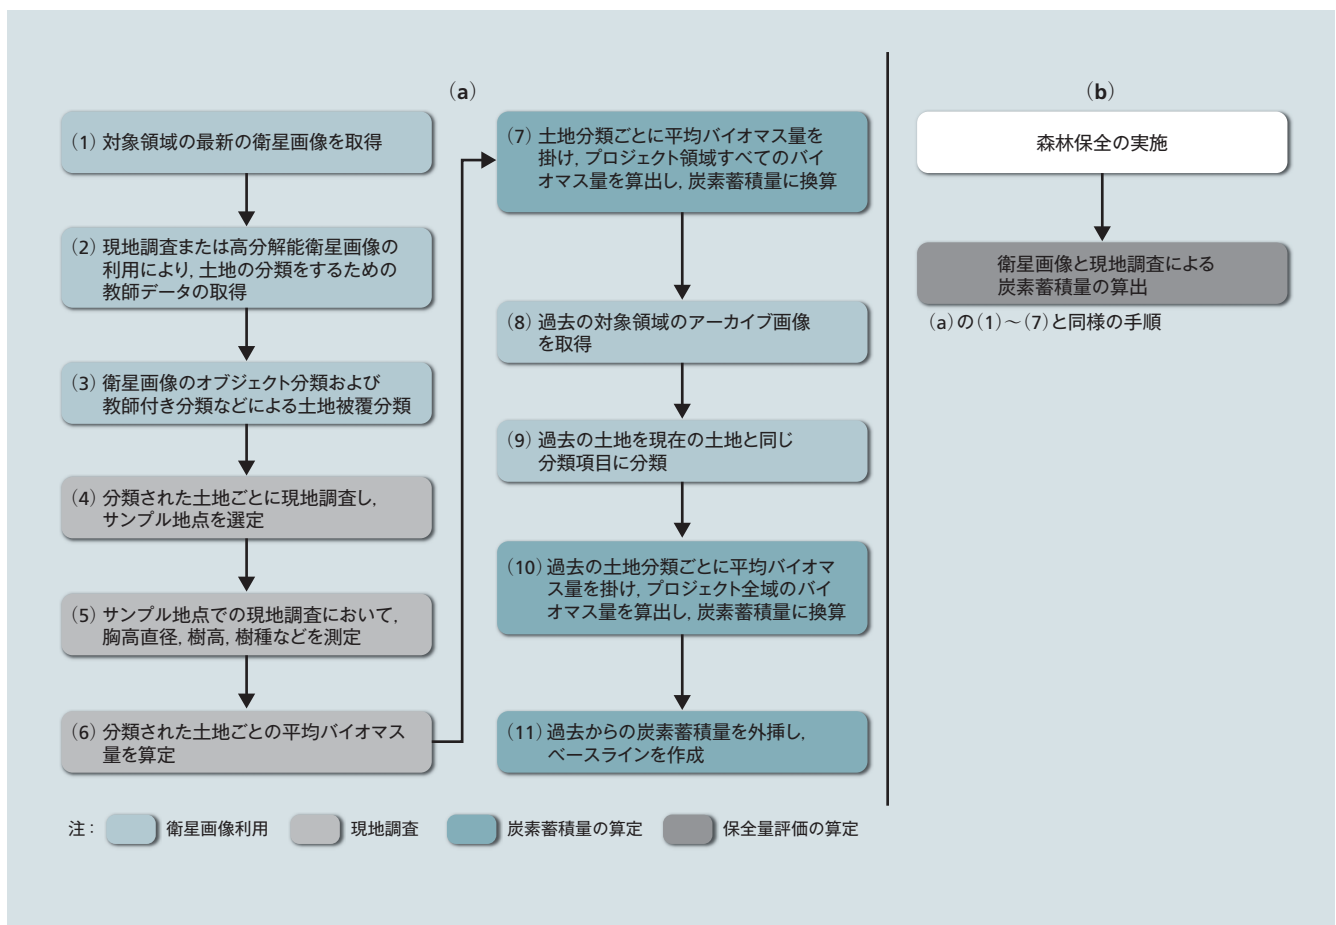 (a)
(1) 対象領域の最新の衛星画像を取得
(2) 現地調査または高分解能衛星画像の
利用により, 土地の分類をするための
教師データの取得
(3) 衛星画像のオブジェクト分類および
教師付き分類などによる土地被覆分類
(4) 分類された土地ごとに現地調査し,
サンプル地点を選定
(5) サンプル地点での現地調査において,
胸高直径, 樹高, 樹種などを測定
(6) 分類された土地ごとの平均バイオマス
量を算定
(7) 土地分類ごとに平均バイオマス量を
掛け, プロジェクト領域すべてのバイ
オマス量を算出し, 炭素蓄積量に換算
(8) 過去の対象領域のアーカイブ画像
を取得
(9) 過去の土地を現在の土地と同じ
分類項目に分類
(10) 過去の土地分類ごとに平均バイオマ
ス量を掛け, プロジェクト全域のバイ
オマス量を算出し, 炭素蓄積量に換算
(11) 過去からの炭素蓄積量を外挿し,
ベースラインを作成
(b)
森林保全の実施
衛星画像と現地調査による
炭素蓄積量の算出
(a)の(1)～(7)と同様の手順
注： 衛星画像利用 現地調査 炭素蓄積量の算定 保全量評価の算定